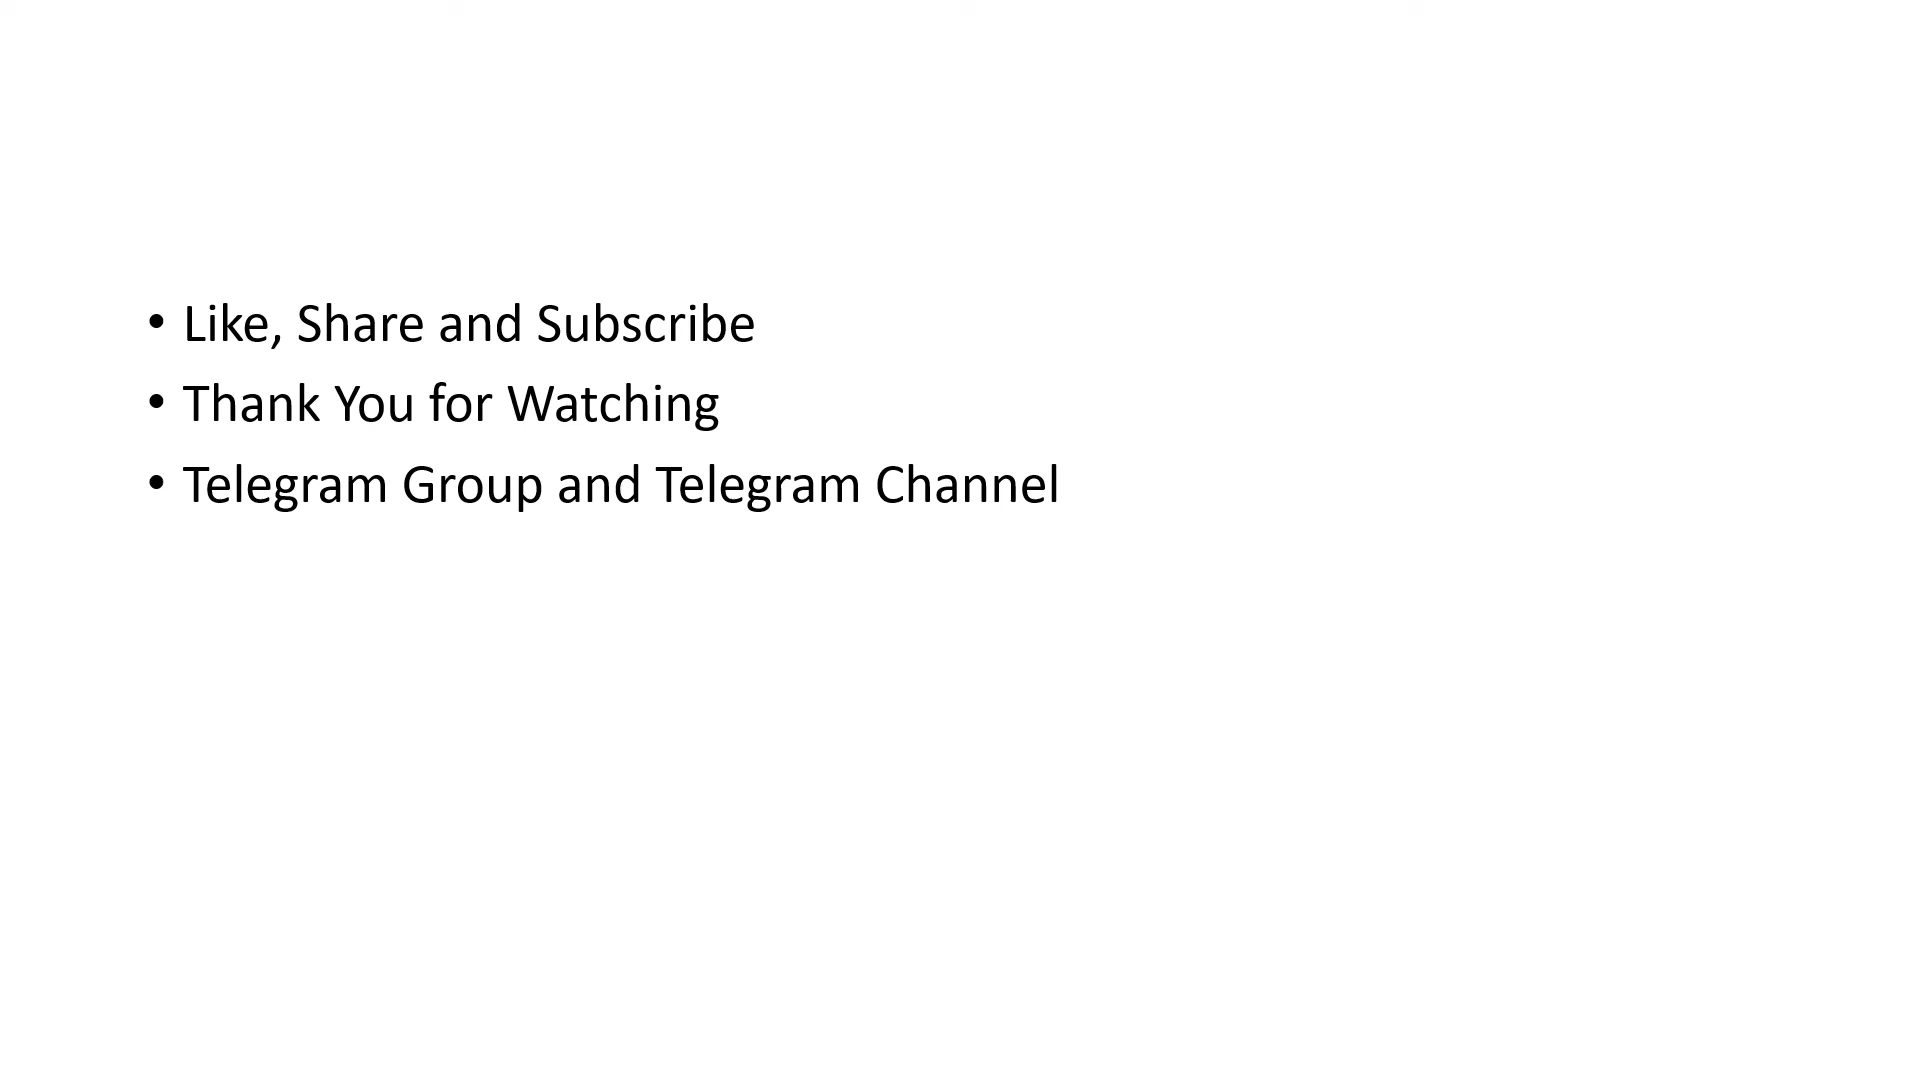 • Like, Share and Subscribe
• Thank You for Watching
• Telegram Group and Telegram Channel